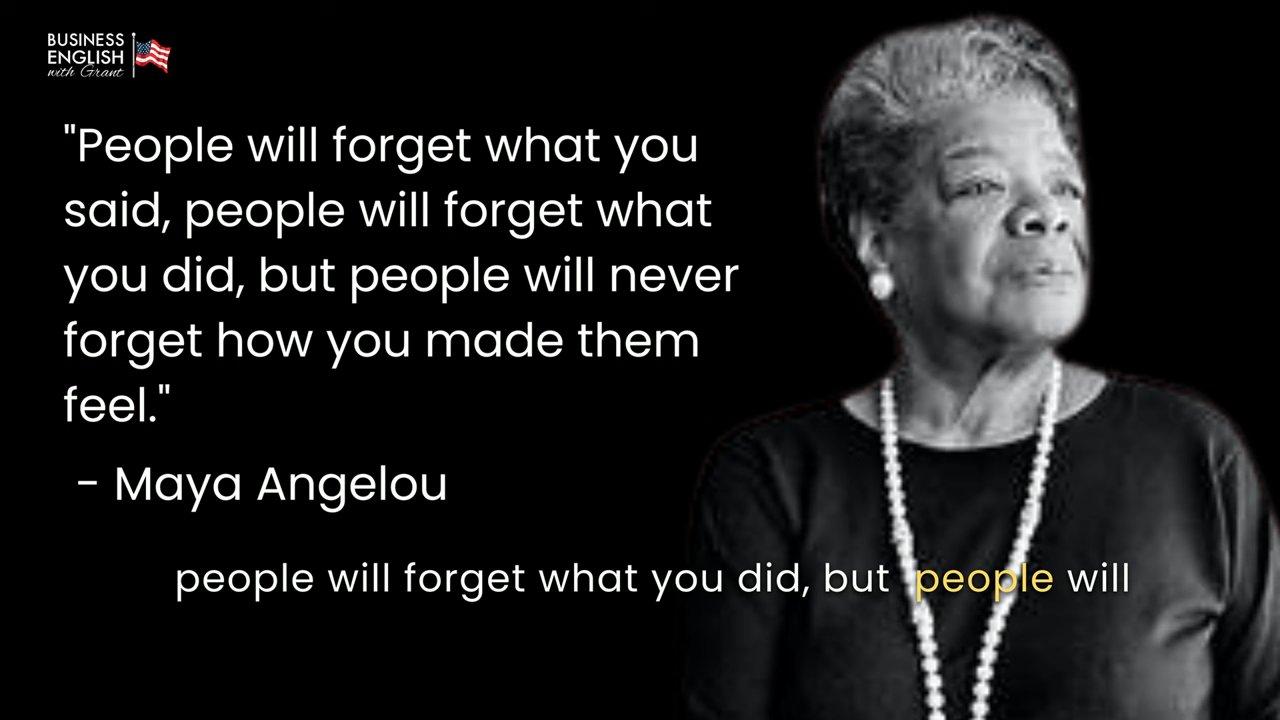 BUSINESS
ENGLISH
with Grant
"People will forget what you
said, people will forget what
you did, but people will never
forget how you made them
feel."
- Maya Angelou
people will forget what you did, but people will